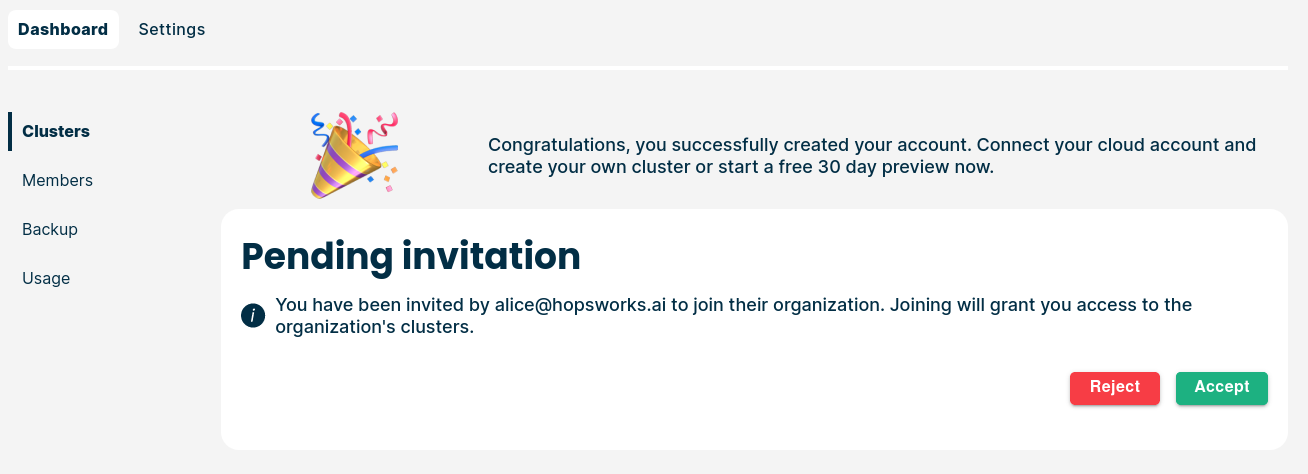 Dashboard
Settings
Clusters
Members
Backup
Usage
Congratulations, you successfully created your account. Connect your cloud account and
create your own cluster or start a free 30 day preview now.
Pending invitation
i
You have been invited by alice@hopsworks.ai to join their organization. Joining will grant you access to the
organization's clusters.
Reject
Accept